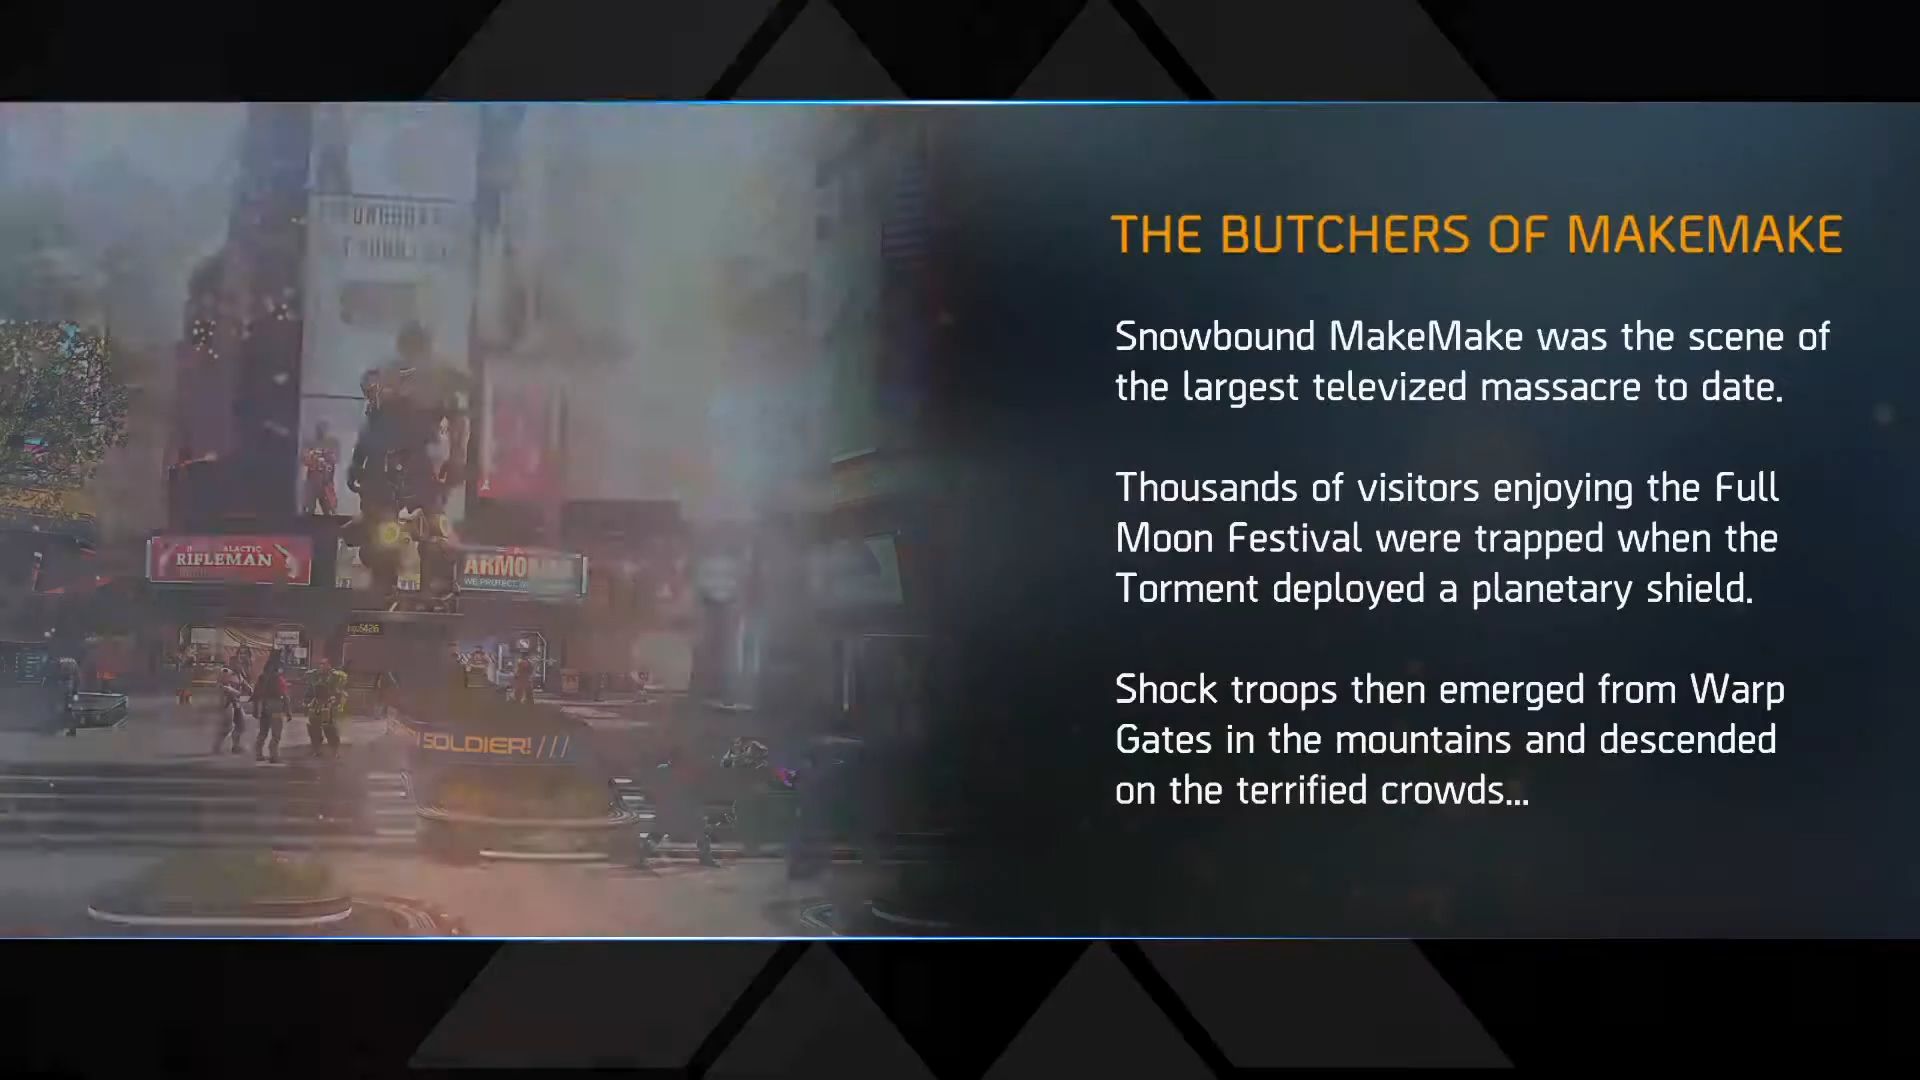 THE BUTCHERS OF MAKEMAKE
Snowbound MakeMake was the scene of
the largest televized massacre to date.
Thousands of visitors enjoying the Full
Moon Festival were trapped when the
Torment deployed a planetary shield.
Shock troops then emerged from Warp
Gates in the mountains and descended
on the terrified crowds...
RIFLEMAN
SOLDIER! ///